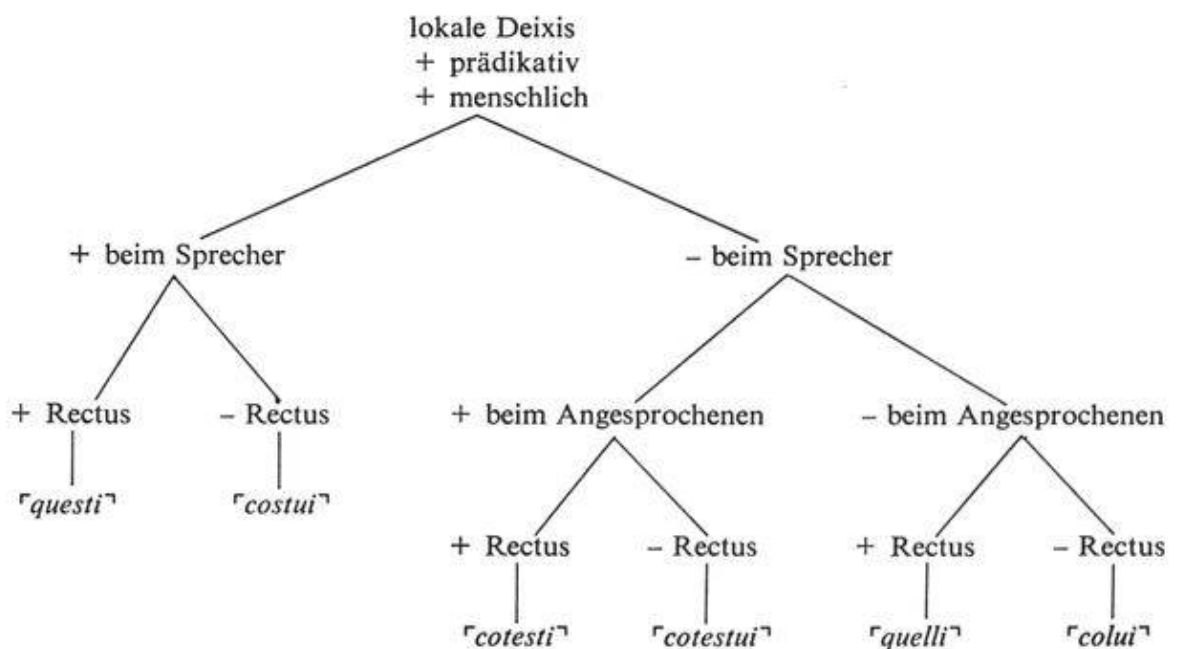 lokale Deixis
+ prädikativ
+ menschlich
+ beim Sprecher – beim Sprecher
+ Rectus – Rectus + beim Angesprochenen – beim Angesprochenen
⌜questi⌝ ⌜costui⌝
+ Rectus – Rectus + Rectus – Rectus
⌜cotesti⌝ ⌜cotestui⌝ ⌜quelli⌝ ⌜colui⌝